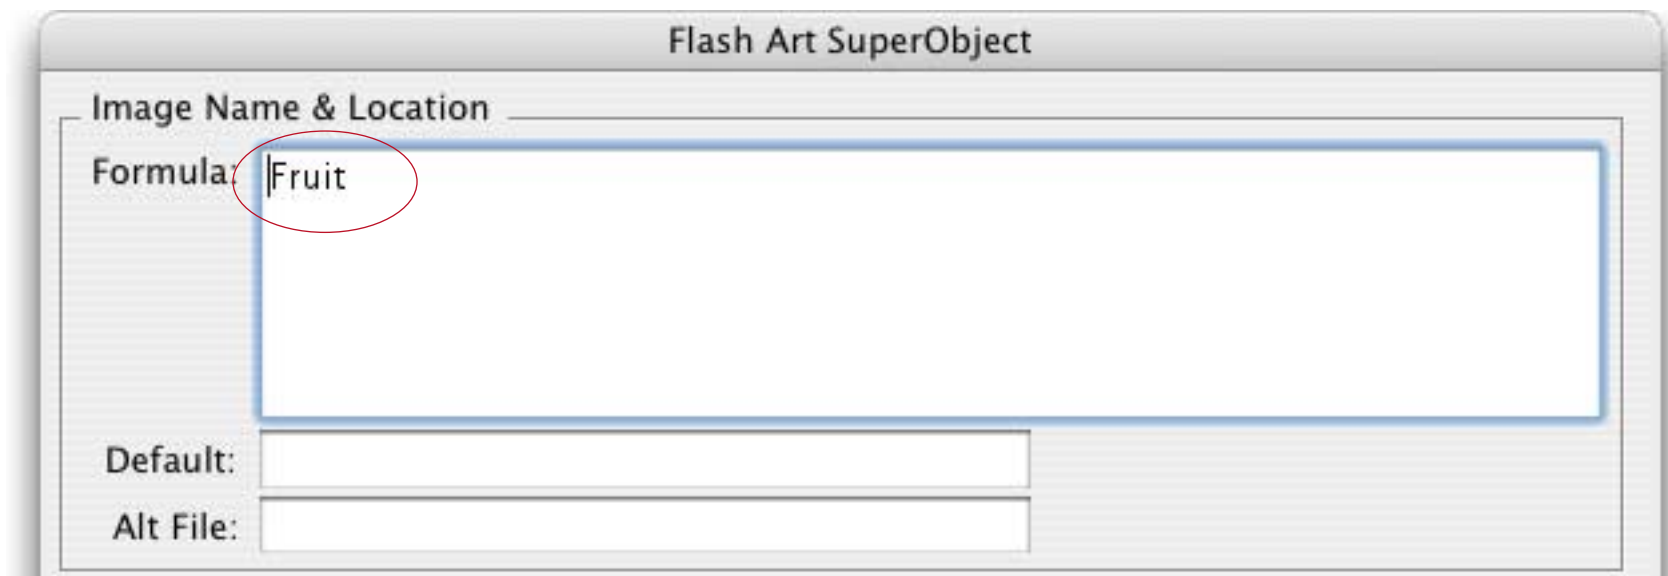 Flash Art SuperObject
Image Name & Location
Formula: Fruit
Default:
Alt File: